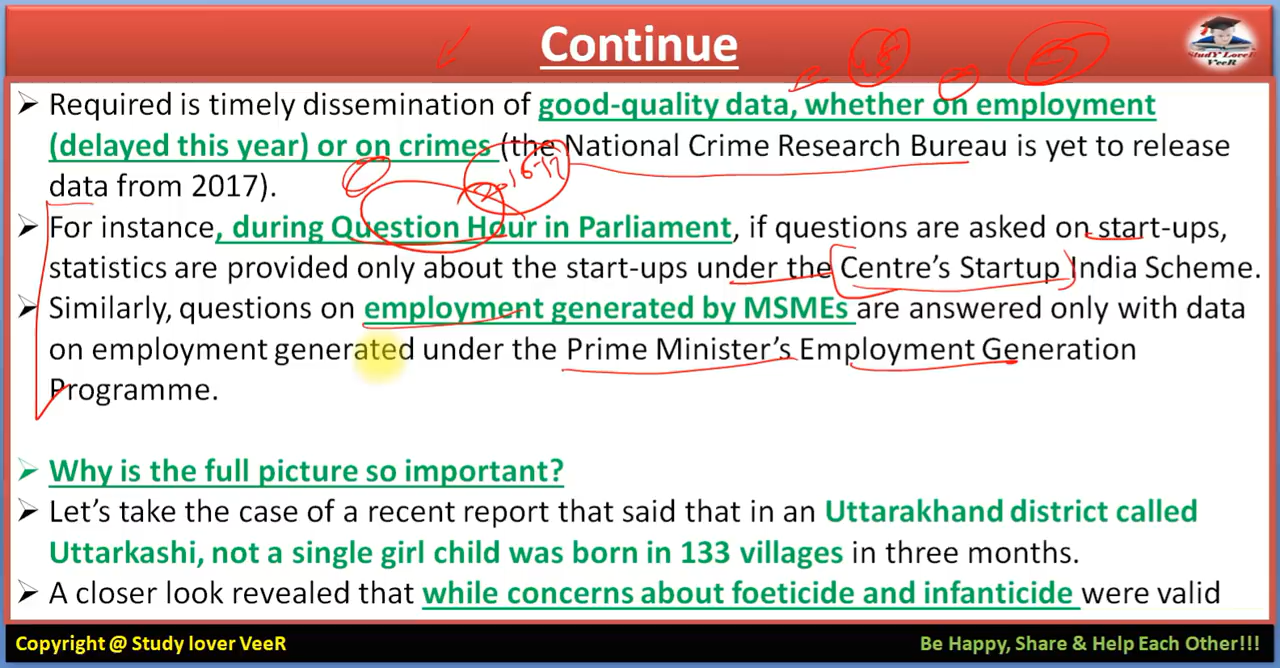 Continue
StudY LoveR
VeeR
➢ Required is timely dissemination of good-quality data, whether on employment
(delayed this year) or on crimes (the National Crime Research Bureau is yet to release
data from 2017).
➢ For instance, during Question Hour in Parliament, if questions are asked on start-ups,
statistics are provided only about the start-ups under the Centre’s Startup India Scheme.
➢ Similarly, questions on employment generated by MSMEs are answered only with data
on employment generated under the Prime Minister’s Employment Generation
Programme.
➢ Why is the full picture so important?
➢ Let’s take the case of a recent report that said that in an Uttarakhand district called
Uttarkashi, not a single girl child was born in 133 villages in three months.
➢ A closer look revealed that while concerns about foeticide and infanticide were valid
Copyright @ Study lover VeeR
Be Happy, Share & Help Each Other!!!